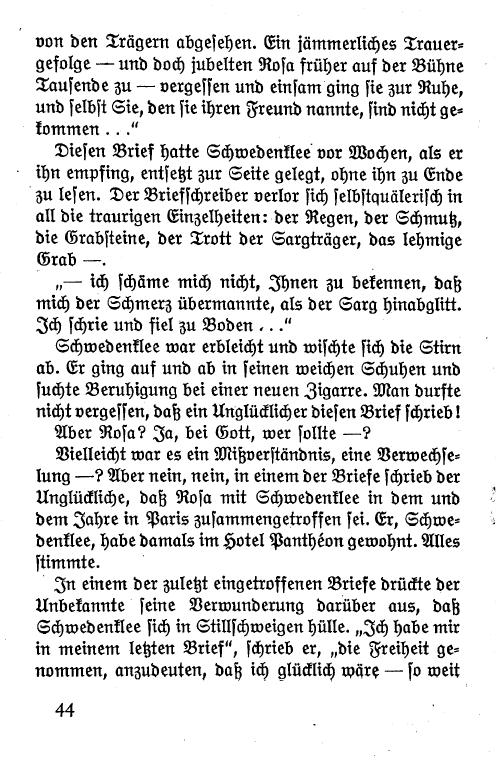 von den Trägern abgesehen. Ein jämmerliches Trauer-
gefolge — und doch jubelten Rosa früher auf der Bühne
Tausende zu — vergessen und einsam ging sie zur Ruhe,
und selbst Sie, den sie ihren Freund nannte, sind nicht ge-
kommen . . .“
Diesen Brief hatte Schwedenklee vor Wochen, als er
ihn empfing, entsetzt zur Seite gelegt, ohne ihn zu Ende
zu lesen. Der Briefschreiber verlor sich selbstquälerisch in
all die traurigen Einzelheiten: der Regen, der Schmutz,
die Grabsteine, der Trott der Sargträger, das lehmige
Grab —.
„— ich schäme mich nicht, Ihnen zu bekennen, daß
mich der Schmerz übermannte, als der Sarg hinabglitt.
Ich schrie und fiel zu Boden . . .“
Schwedenklee war erbleicht und wischte sich die Stirn
ab. Er ging auf und ab in seinen weichen Schuhen und
suchte Beruhigung bei einer neuen Zigarre. Man durfte
nicht vergessen, daß ein Unglücklicher diesen Brief schrieb!
Aber Rosa? Ja, bei Gott, wer sollte —?
Vielleicht war es ein Mißverständnis, eine Verwechse-
lung —? Aber nein, nein, in einem der Briefe schrieb der
Unglückliche, daß Rosa mit Schwedenklee in dem und
dem Jahre in Paris zusammengetroffen sei. Er, Schwe-
denklee, habe damals im Hotel Panthéon gewohnt. Alles
stimmte.
In einem der zuletzt eingetroffenen Briefe drückte der
Unbekannte seine Verwunderung darüber aus, daß
Schwedenklee sich in Stillschweigen hülle. „Ich habe mir
in meinem letzten Brief“, schrieb er, „die Freiheit ge-
nommen, anzudeuten, daß ich glücklich wäre — so weit
44